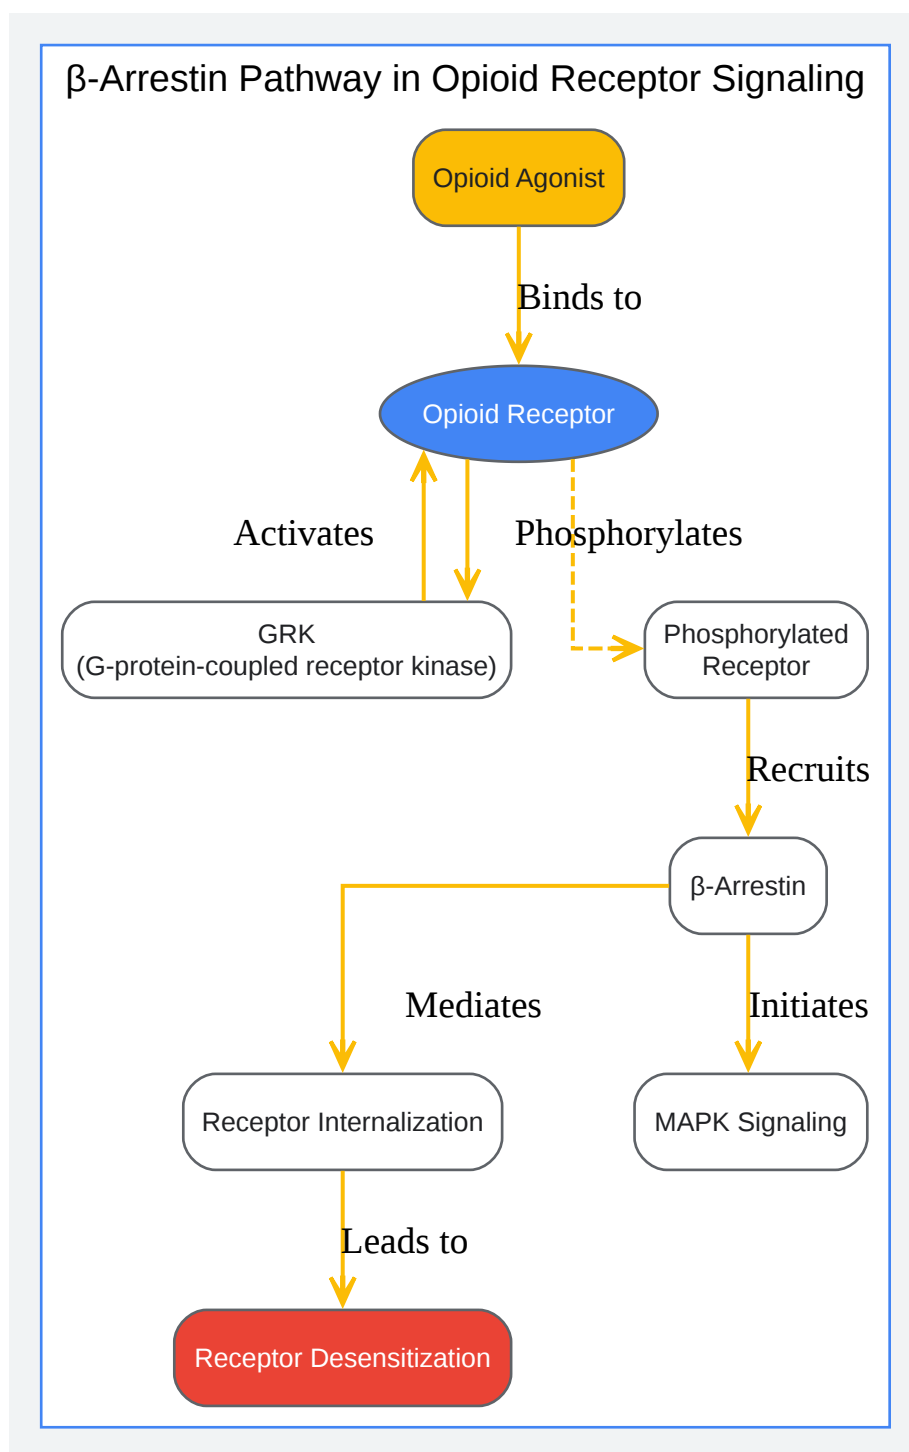 β-Arrestin Pathway in Opioid Receptor Signaling
Opioid Agonist
Binds to
Opioid Receptor
Activates
Phosphorylates
GRK
(G-protein-coupled receptor kinase)
Phosphorylated
Receptor
Recruits
β-Arrestin
Mediates
Initiates
Receptor Internalization
MAPK Signaling
Leads to
Receptor Desensitization